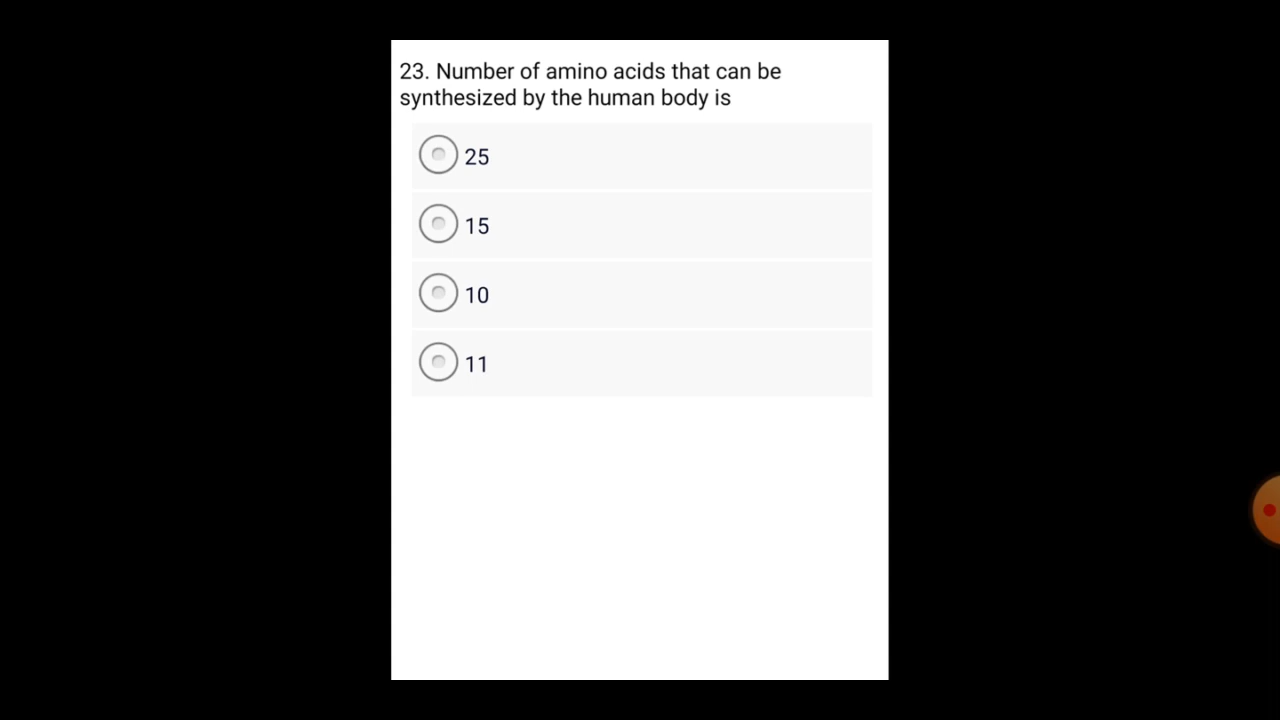 23. Number of amino acids that can be
synthesized by the human body is
25
15
10
11